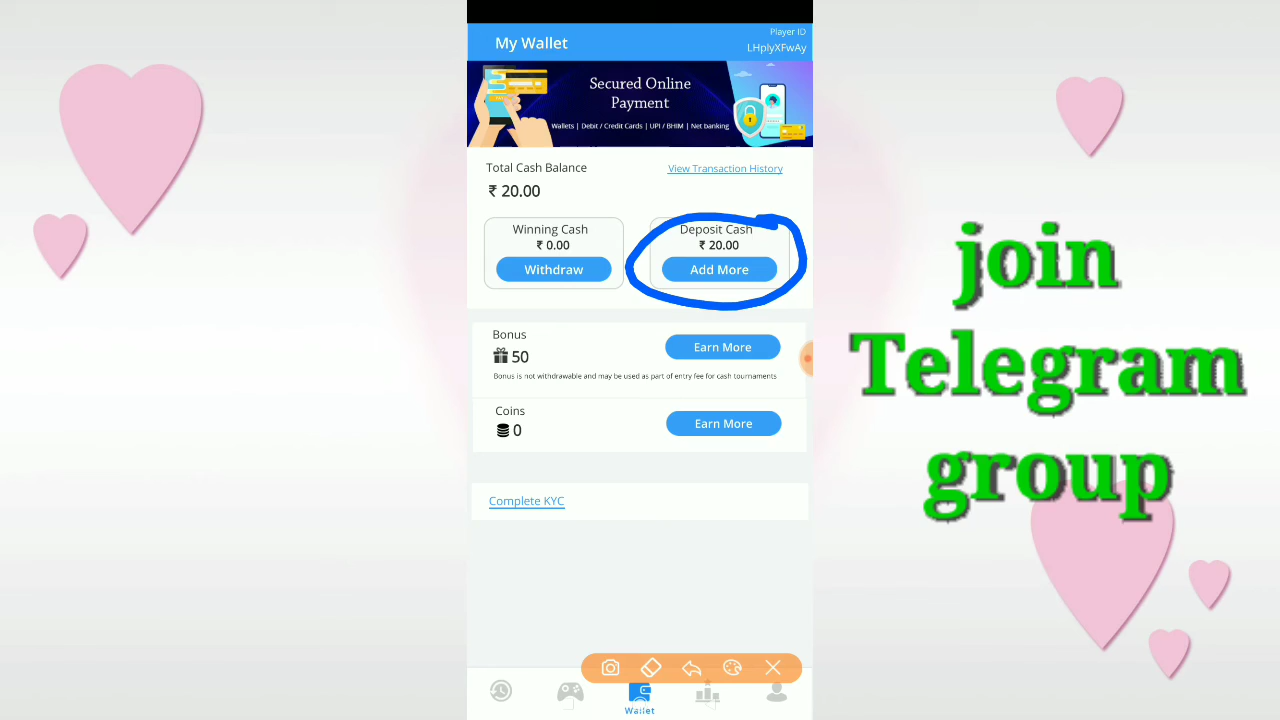 My Wallet
Player ID
LHplyXFwAy
Secured Online
Payment
Wallets | Debit / Credit Cards | UPI / BHIM | Net banking
Total Cash Balance
View Transaction History
₹ 20.00
Winning Cash
₹ 0.00
Withdraw
Deposit Cash
₹ 20.00
Add More
Bonus
50
Earn More
Bonus is not withdrawable and may be used as part of entry fee for cash tournaments
Coins
0
Earn More
Complete KYC
Wallet
join
Telegram
group